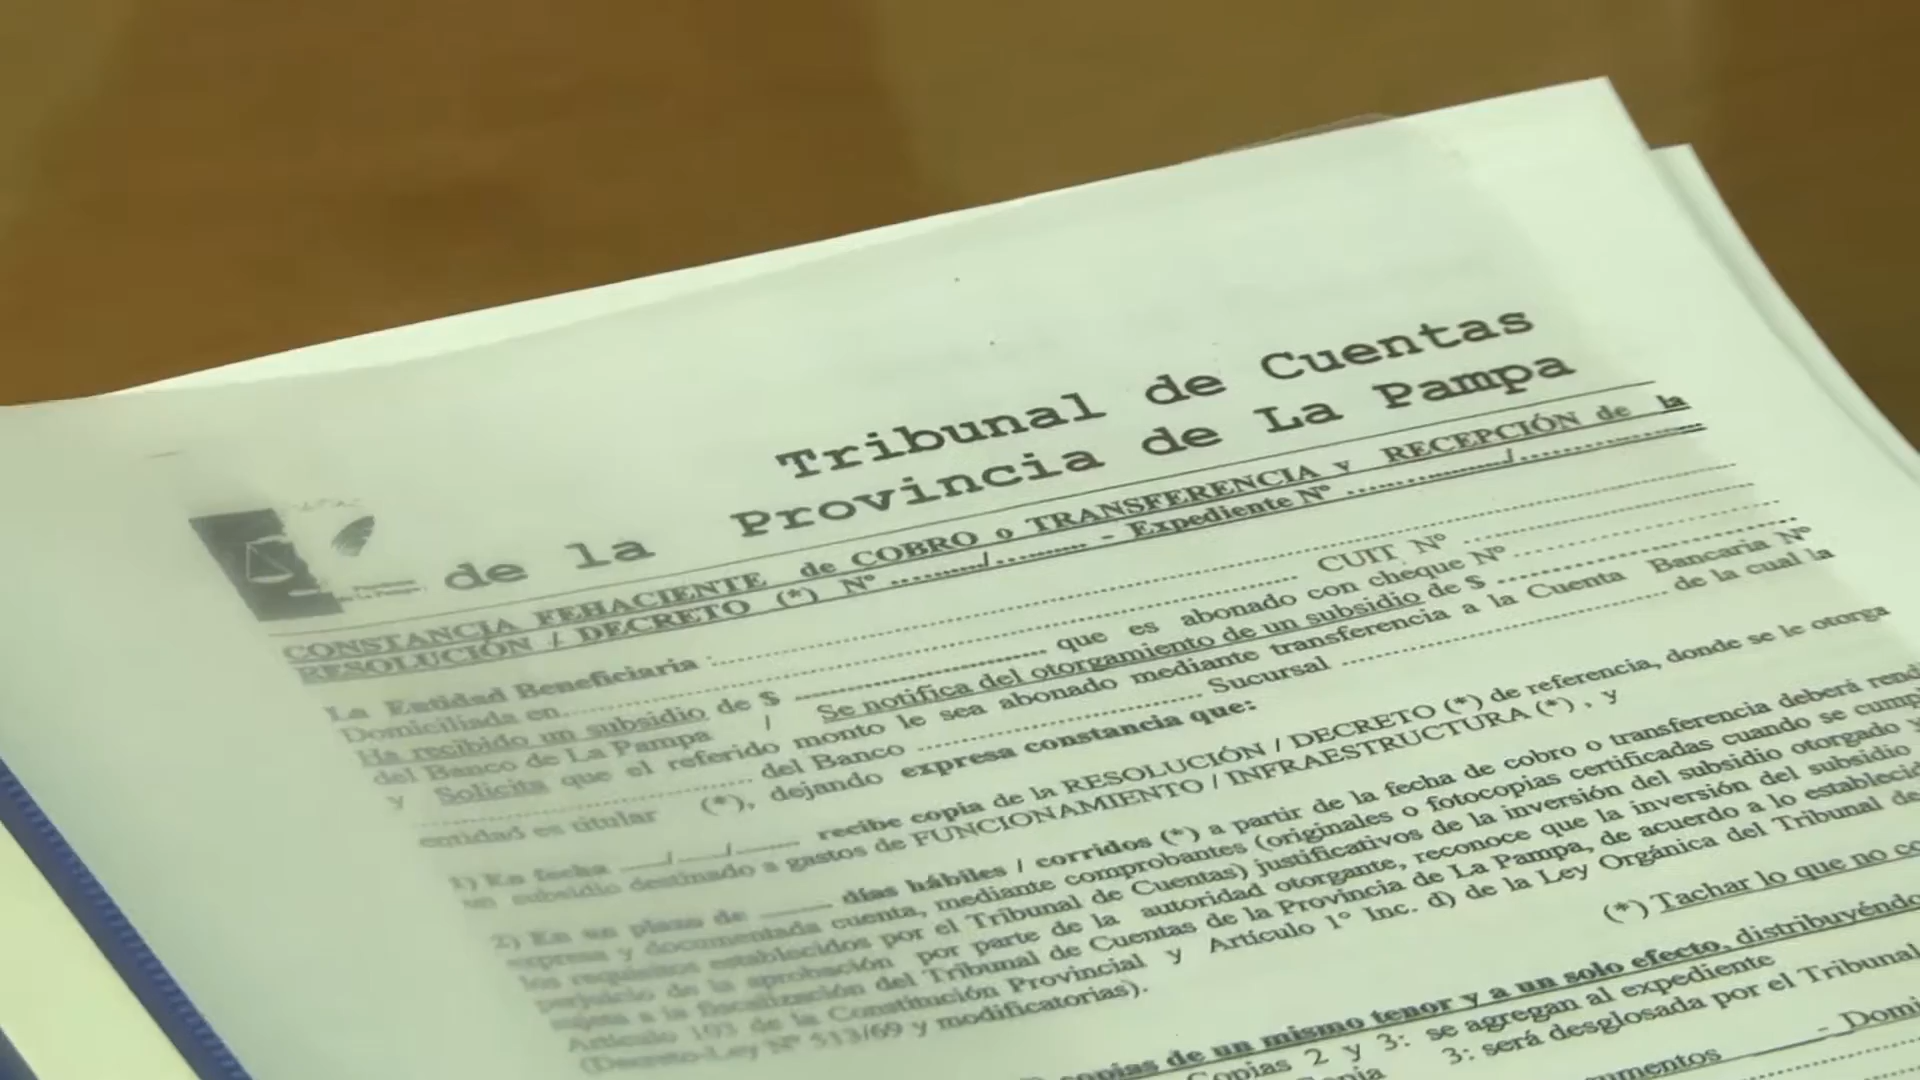 Tribunal de Cuentas
de la Provincia de La Pampa
CONSTANCIA FEHACIENTE de COBRO o TRANSFERENCIA y RECEPCIÓN de la
RESOLUCIÓN / DECRETO (*) Nº ........../.......... - Expediente Nº ................/................
La Entidad Beneficiaria :................................................................
Domiciliada en................................................................ CUIT Nº ................................
Ha recibido un subsidio de $ ................................ que es abonado con cheque Nº................................
del Banco de La Pampa / Se notifica del otorgamiento de un subsidio de $ ................................
y Solicita que el referido monto le sea abonado mediante transferencia a la Cuenta Bancaria Nº
................................ del Banco ................................ Sucursal ................................ de la cual la
entidad es titular (*), dejando expresa constancia que:
1) En fecha ___/___/____ recibe copia de la RESOLUCIÓN / DECRETO (*) de referencia, donde se le otorga
un subsidio destinado a gastos de FUNCIONAMIENTO / INFRAESTRUCTURA (*) , y
2) En un plazo de _____ días hábiles / corridos (*) a partir de la fecha de cobro o transferencia deberá
expresa y documentada cuenta, mediante comprobantes (originales o fotocopias certificadas cuando se
los requisitos establecidos por el Tribunal de Cuentas) justificativos de la inversión del subsidio otorgado y
perjuicio de la aprobación por parte de la autoridad otorgante, reconoce que la inversión del subsidio
sujeta a la fiscalización del Tribunal de Cuentas de la Provincia de La Pampa, de acuerdo a lo
Artículo 103 de la Constitución Provincial y Artículo 1º Inc. d) de la Ley Orgánica del Tribunal de
(Decreto-Ley Nº 513/69 y modificatorias).
(*) Tachar lo que no
copias de un mismo tenor y a un solo efecto,
Copias 2 y 3: se agregan al expediente
3: será desglosada por el Tribunal